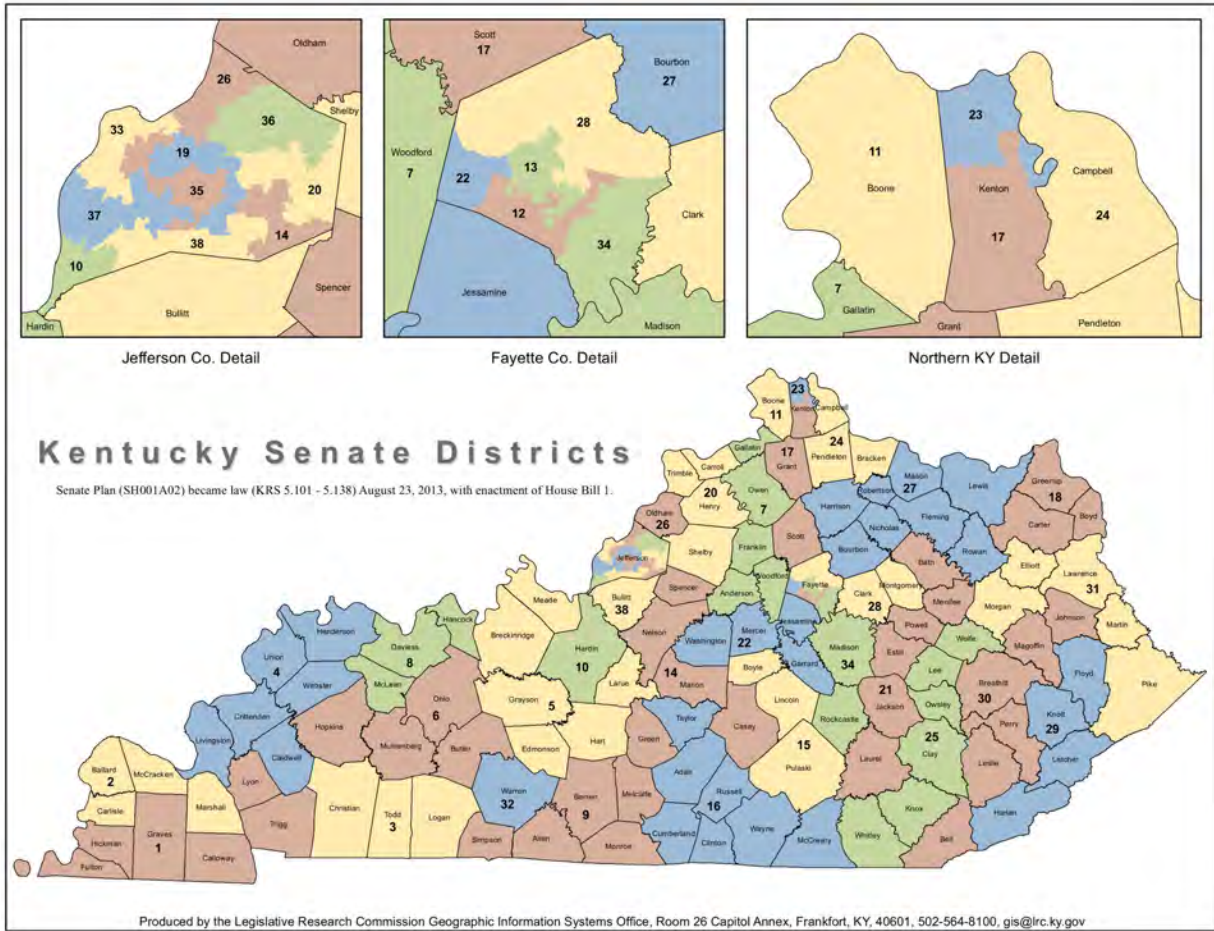 Oldham
26
Shelby
36
33
19
35
20
37
14
38
10
Spencer
Bullitt
Hardin
Jefferson Co. Detail
Scott
17
Bourbon
27
28
Woodford
7
13
22
12
Clark
34
Jessamine
Madison
Fayette Co. Detail
23
11
Boone
Campbell
24
Kenton
17
7
Gallatin
Grant
Pendleton
Northern KY Detail
Kentucky Senate Districts
Senate Plan (SH001A02) became law (KRS 5.101 - 5.138) August 23, 2013, with enactment of House Bill 1.
23
Boone
11
Kenton
Campbell
Gallatin
17
Grant
24
Pendleton
Bracken
Trimble
Carroll
20
Henry
Owen
7
Robertson
Mason
27
Lewis
Greenup
18
Oldham
26
Harrison
Fleming
Carter
Boyd
Scott
Nicholas
Jefferson
Shelby
Franklin
Bourbon
Rowan
Bath
Elliott
Lawrence
31
Woodford
Fayette
Montgomery
Clark
28
Menifee
Morgan
Bullitt
38
Spencer
Anderson
Jessamine
Powell
Johnson
Martin
Meade
Nelson
Washington
Mercer
22
Madison
34
Estill
Wolfe
Magoffin
Hancock
Breckinridge
Hardin
10
Boyle
Garrard
Lee
Floyd
Pike
Henderson
Daviess
8
Union
4
Larue
14
Marion
Lincoln
21
Jackson
Breathitt
30
Owsley
Webster
McLean
Ohio
6
Grayson
5
Rockcastle
Perry
Knott
29
Crittenden
Hopkins
Taylor
Casey
25
Clay
Livingston
Muhlenberg
Butler
Edmonson
Hart
Green
15
Pulaski
Laurel
Leslie
Letcher
Caldwell
Adair
Ballard
2
McCracken
Lyon
Warren
32
Barren
9
Metcalfe
Russell
16
Knox
Harlan
Carlisle
Marshall
Christian
Todd
3
Logan
Graves
1
Trigg
Cumberland
Wayne
Whitley
Bell
Hickman
Calloway
Simpson
Allen
Monroe
Clinton
McCreary
Fulton
Produced by the Legislative Research Commission Geographic Information Systems Office, Room 26 Capitol Annex, Frankfort, KY, 40601, 502-564-8100, gis@lrc.ky.gov